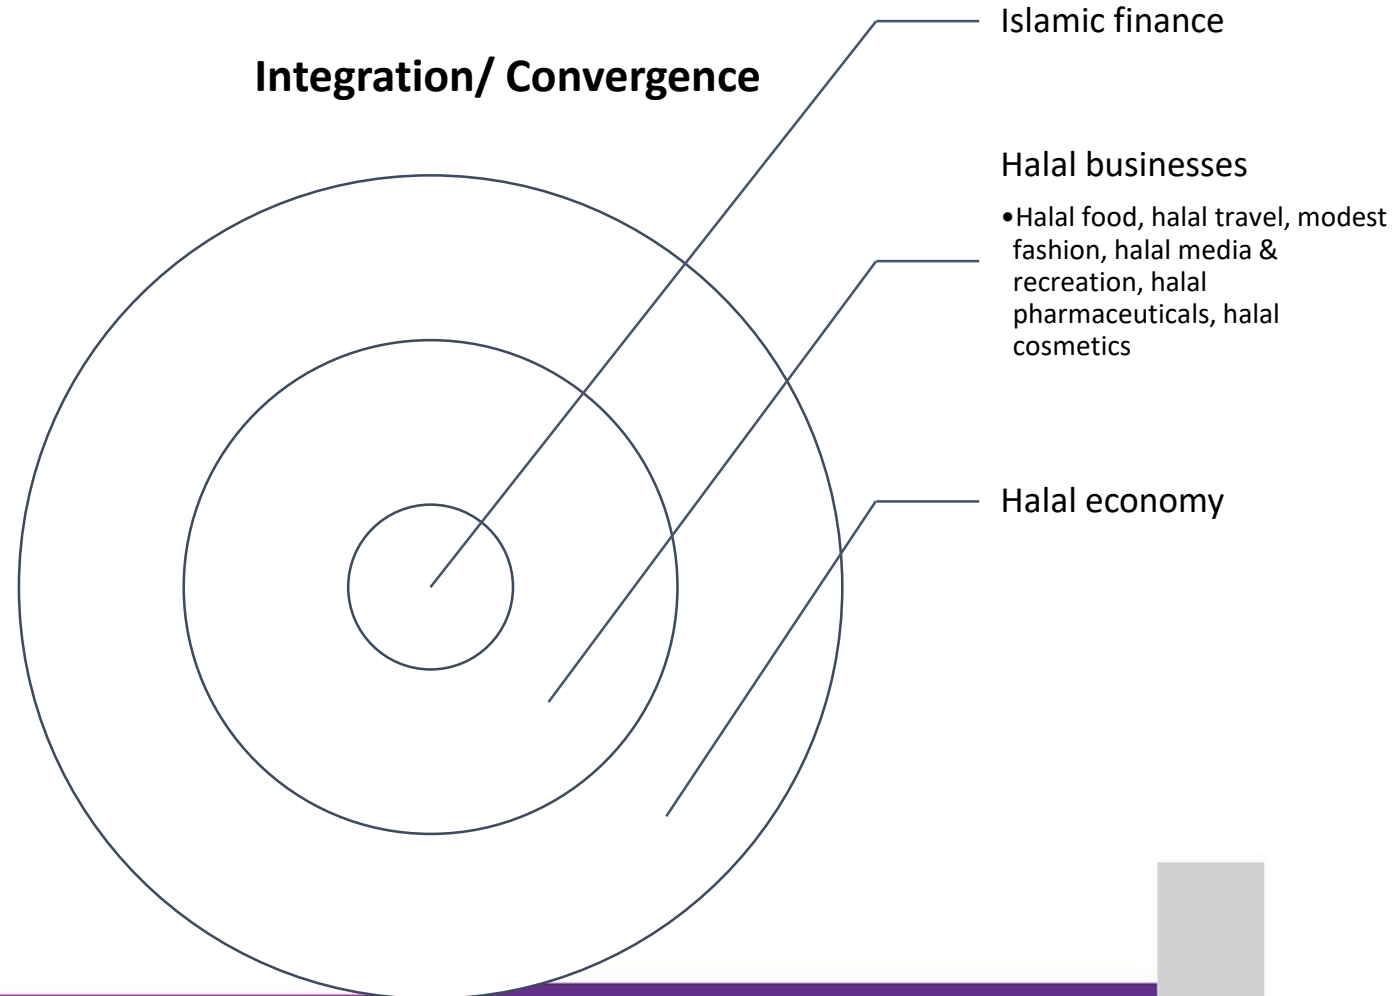 Integration/ Convergence
Islamic finance
Halal businesses
•Halal food, halal travel, modest
fashion, halal media &
recreation, halal
pharmaceuticals, halal
cosmetics
Halal economy